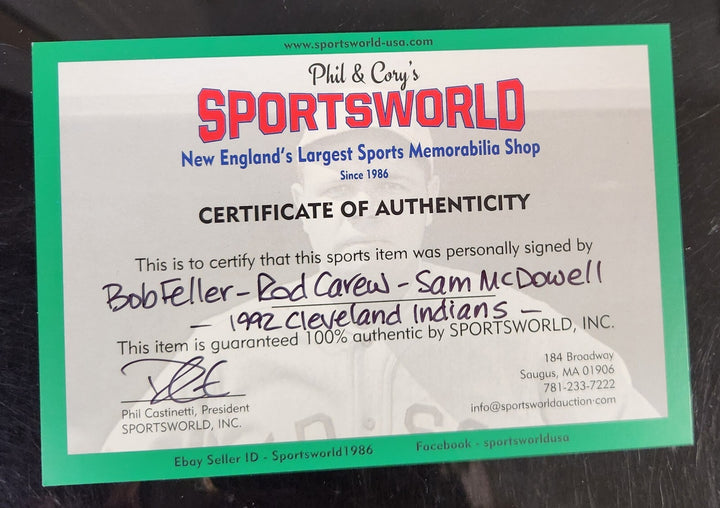 www.sportsworld-usa.com
Phil & Cory's
SPORTSWORLD
New England's Largest Sports Memorabilia Shop
Since 1986
CERTIFICATE OF AUTHENTICITY
This is to certify that this sports item was personally signed by
Bob Feller - Rod Carew - Sam McDowell
- 1992 Cleveland Indians -
This item is guaranteed 100% authentic by SPORTSWORLD, INC.
Phil Castinetti, President
SPORTSWORLD, INC.
184 Broadway
Saugus, MA 01906
781-233-7222
info@sportsworldauction.com
Ebay Seller ID - Sportsworld1986
Facebook - sportsworldusa